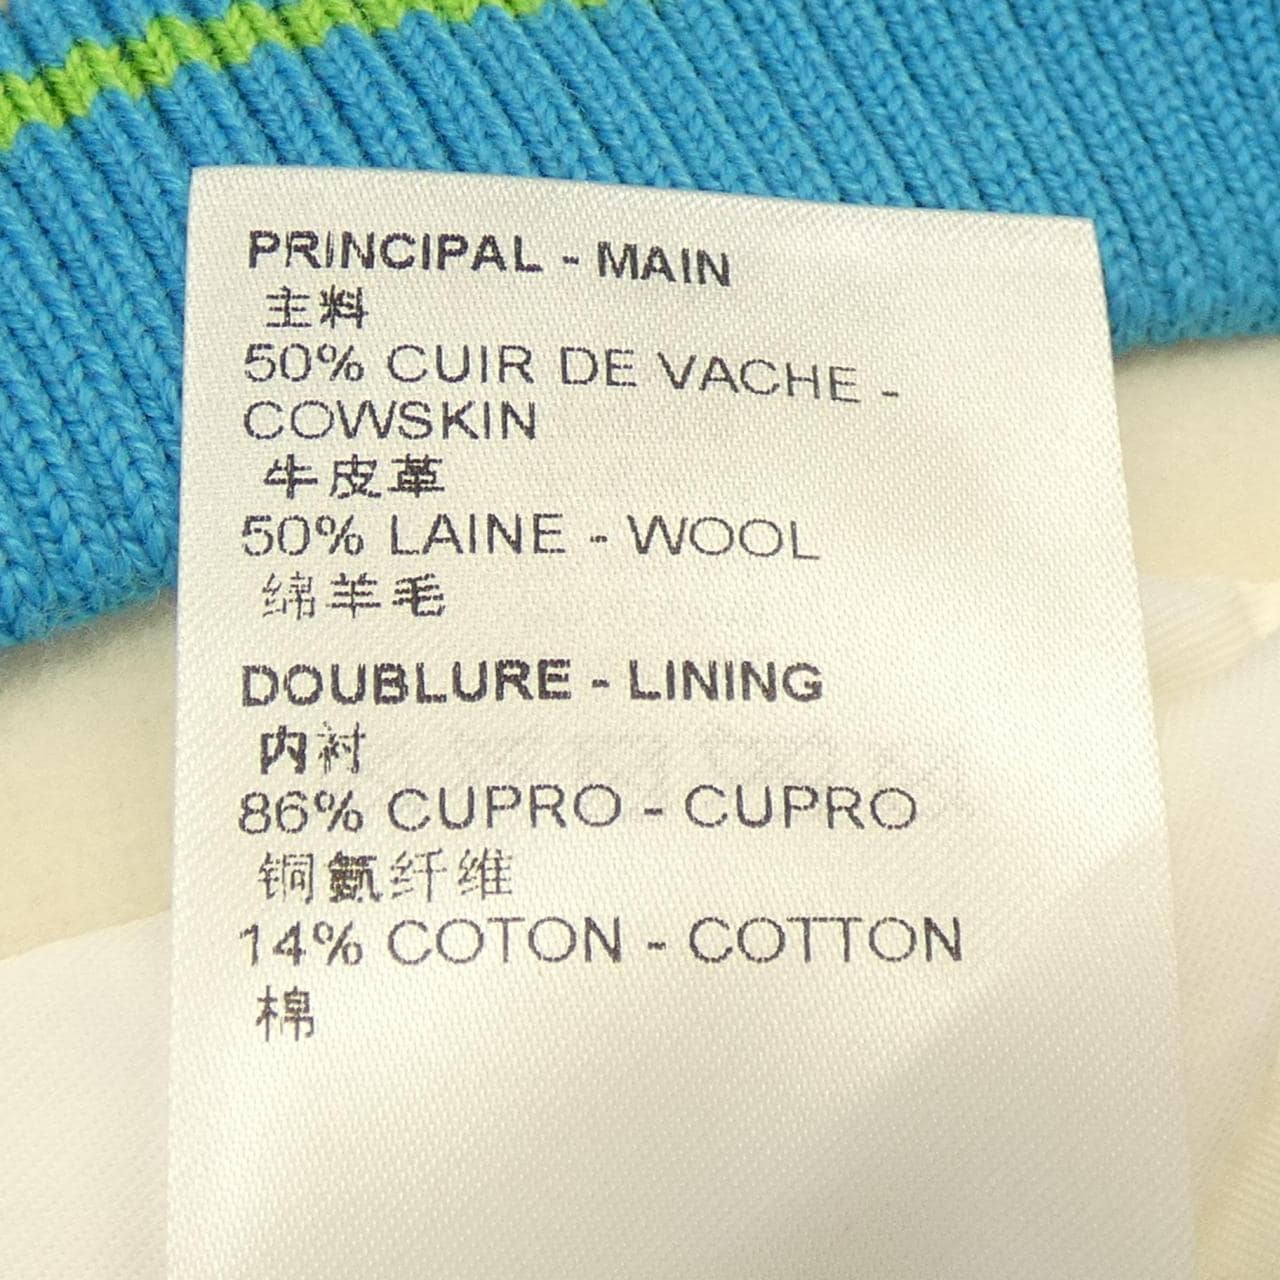 PRINCIPAL - MAIN
主料
50% CUIR DE VACHE -
COWSKIN
牛皮革
50% LAINE - WOOL
绵羊毛
DOUBLURE - LINING
内衬
86% CUPRO - CUPRO
铜氨纤维
14% COTON - COTTON
棉